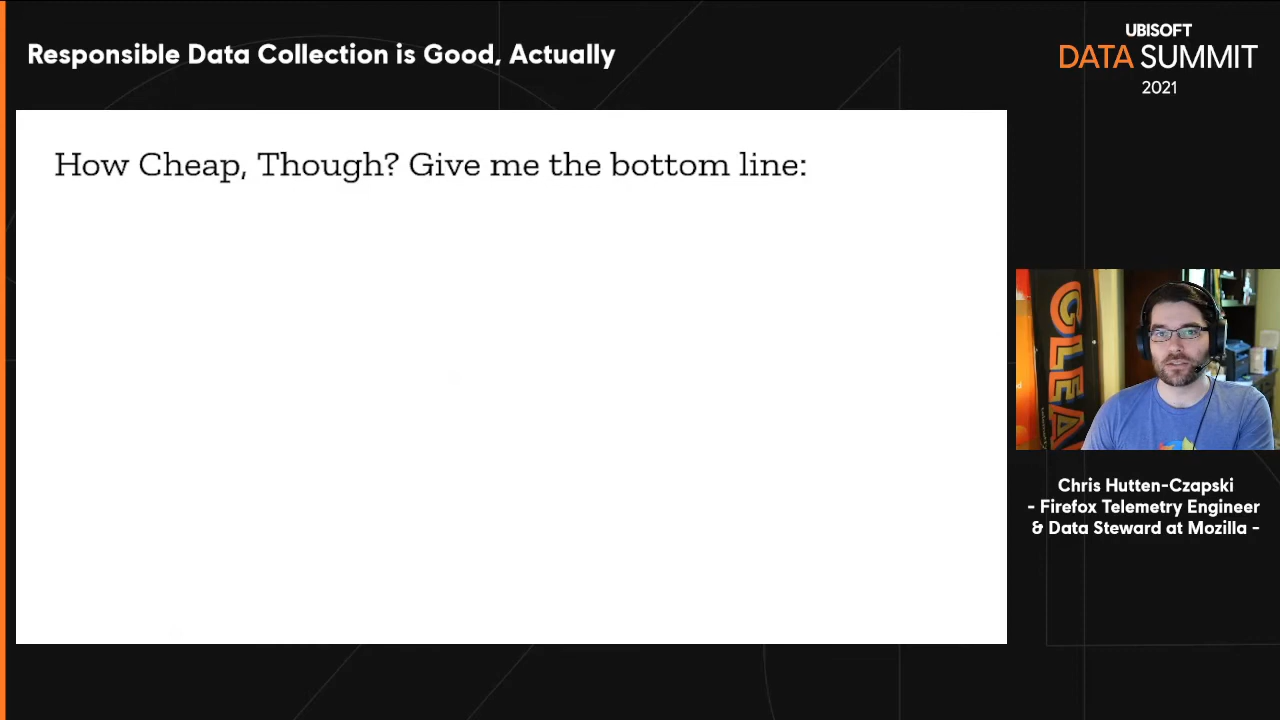 Responsible Data Collection is Good, Actually
UBISOFT
DATA SUMMIT
2021
How Cheap, Though? Give me the bottom line:
GLEA
Chris Hutten-Czapski
- Firefox Telemetry Engineer
& Data Steward at Mozilla -